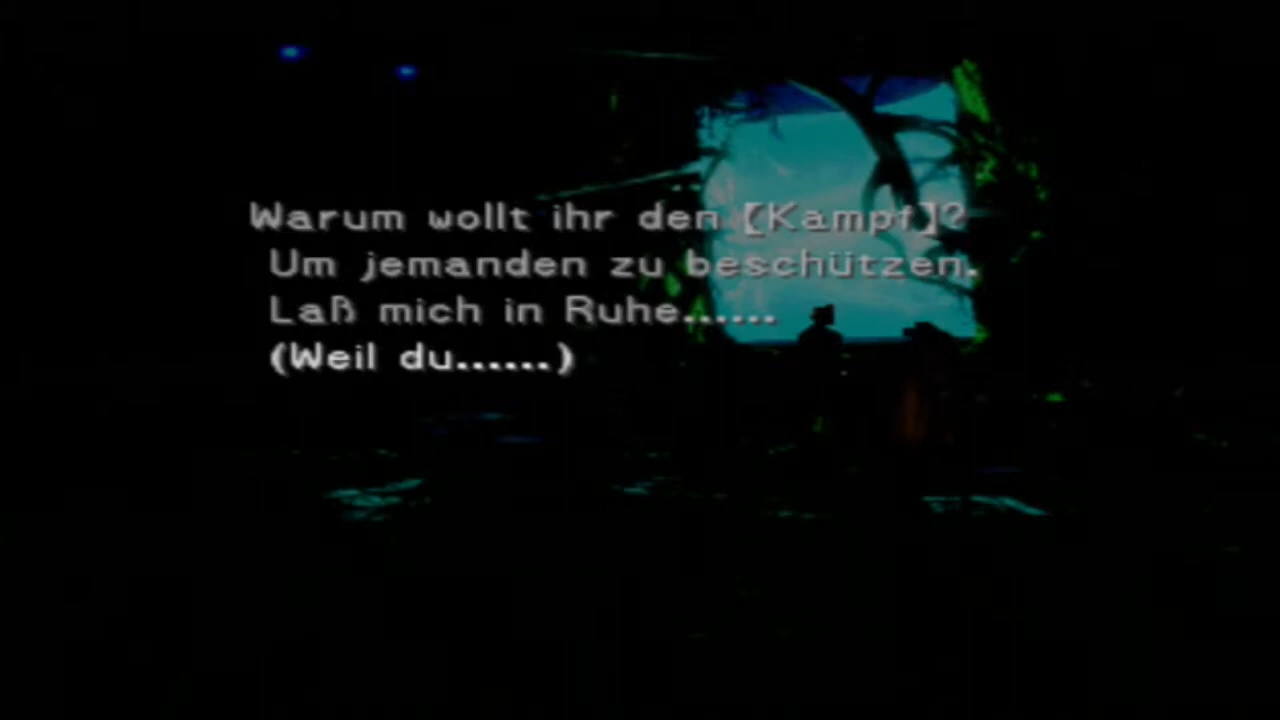 Warum wollt ihr den【Kampf】?
Um jemanden zu beschützen.
Laß mich in Ruhe......
(Weil du......)